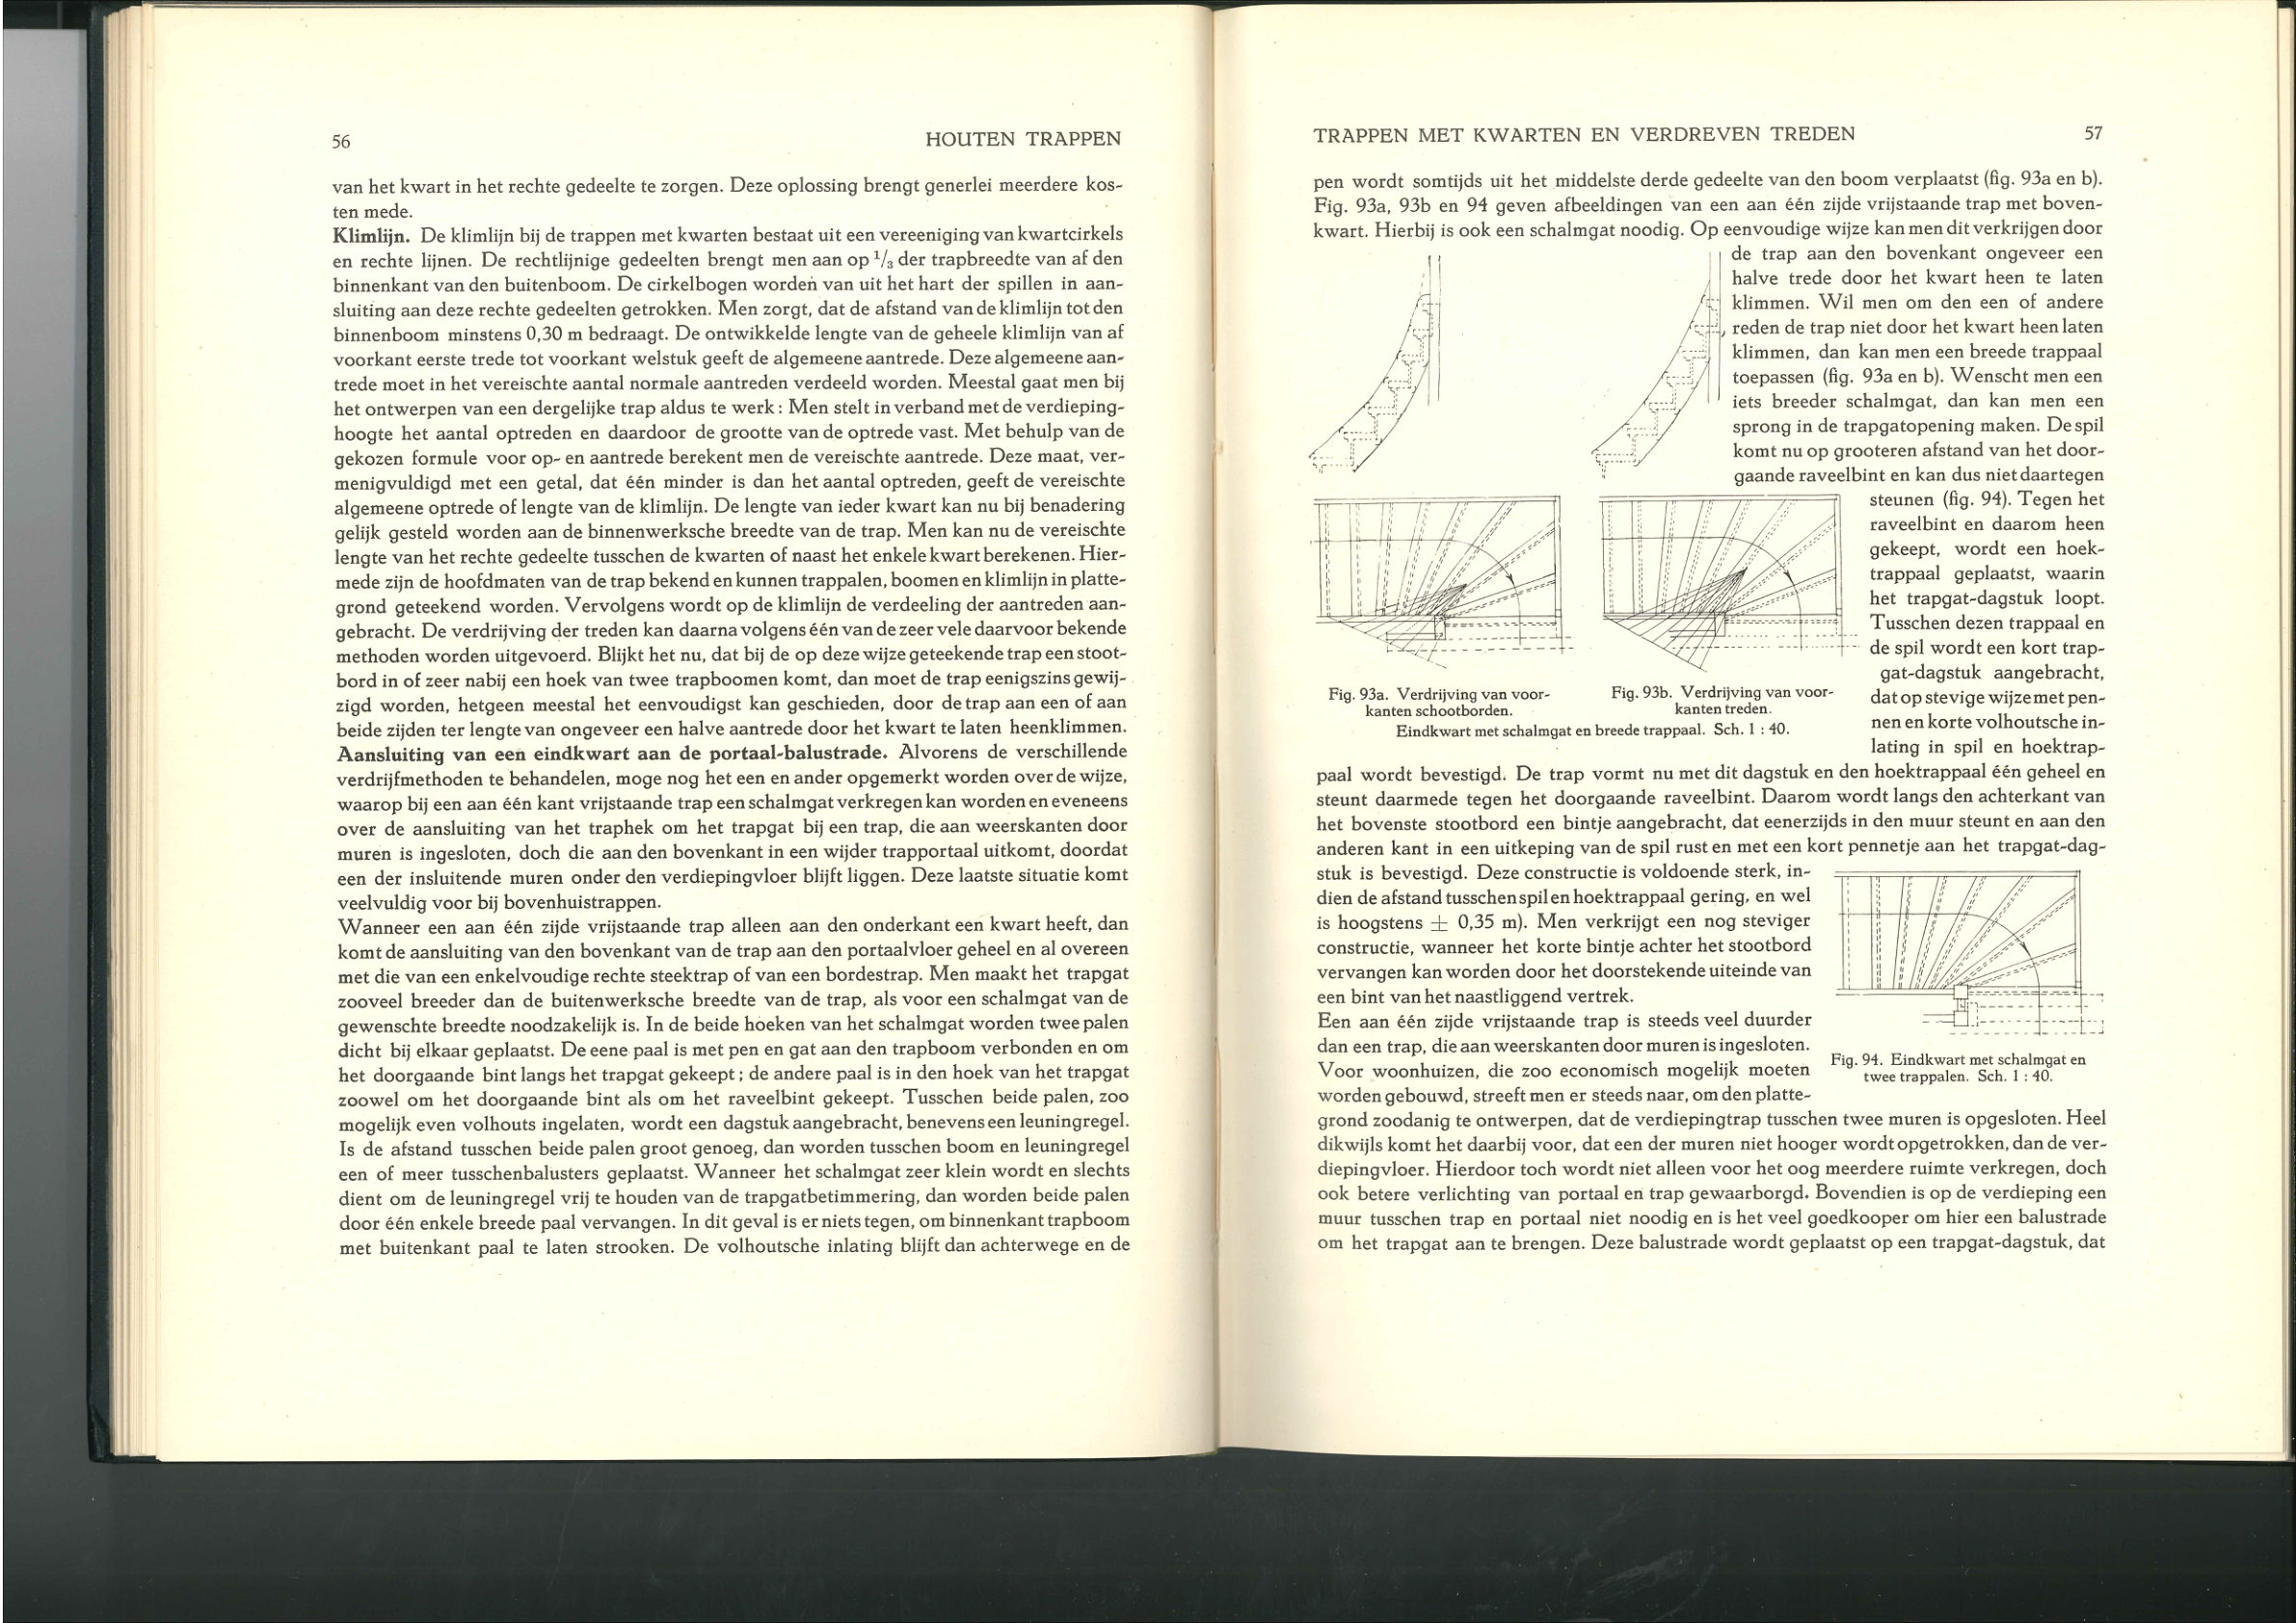 56
HOUTEN TRAPPEN
van het kwart in het rechte gedeelte te zorgen. Deze oplossing brengt generlei meerdere kos-
ten mede.
Klimlijn. De klimlijn bij de trappen met kwarten bestaat uit een vereeniging van kwartcirkels
en rechte lijnen. De rechtlijnige gedeelten brengt men aan op 1/3 der trapbreedte van af den
binnenkant van den buitenboom. De cirkelbogen worden van uit het hart der spillen in aan-
sluiting aan deze rechte gedeelten getrokken. Men zorgt, dat de afstand van de klimlijn tot den
binnenboom minstens 0,30 m bedraagt. De ontwikkelde lengte van de geheele klimlijn van af
voorkant eerste trede tot voorkant welstuk geeft de algemeene aantrede. Deze algemeene aan-
trede moet in het vereischte aantal normale aantreden verdeeld worden. Meestal gaat men bij
het ontwerpen van een dergelijke trap aldus te werk: Men stelt in verband met de verdieping-
hoogte het aantal optreden en daardoor de grootte van de optrede vast. Met behulp van de
gekozen formule voor op- en aantrede berekent men de vereischte aantrede. Deze maat, ver-
menigvuldigd met een getal, dat één minder is dan het aantal optreden, geeft de vereischte
algemeene optrede of lengte van de klimlijn. De lengte van ieder kwart kan nu bij benadering
gelijk gesteld worden aan de binnenwerksche breedte van de trap. Men kan nu de vereischte
lengte van het rechte gedeelte tusschen de kwarten of naast het enkele kwart berekenen. Hier-
mede zijn de hoofdmaten van de trap bekend en kunnen trappalen, boomen en klimlijn in platte-
grond geteekend worden. Vervolgens wordt op de klimlijn de verdeeling der aantreden aan-
gebracht. De verdrijving der treden kan daarna volgens één van de zeer vele daarvoor bekende
methoden worden uitgevoerd. Blijkt het nu, dat bij de op deze wijze geteekende trap een stoot-
bord in of zeer nabij een hoek van twee trapboomen komt, dan moet de trap eenigszins gewij-
zigd worden, hetgeen meestal het eenvoudigst kan geschieden, door de trap aan een of aan
beide zijden ter lengte van ongeveer een halve aantrede door het kwart te laten heenklimmen.
Aansluiting van een eindkwart aan de portaal-balustrade. Alvorens de verschillende
verdrijfmethoden te behandelen, moge nog het een en ander opgemerkt worden over de wijze,
waarop bij een aan één kant vrijstaande trap een schalmgat verkregen kan worden en eveneens
over de aansluiting van het traphek om het trapgat bij een trap, die aan weerskanten door
muren is ingesloten, doch die aan den bovenkant in een wijder trapportaal uitkomt, doordat
een der insluitende muren onder den verdiepingvloer blijft liggen. Deze laatste situatie komt
veelvuldig voor bij bovenhuistrappen.
Wanneer een aan één zijde vrijstaande trap alleen aan den onderkant een kwart heeft, dan
komt de aansluiting van den bovenkant van de trap aan den portaalvloer geheel en al overeen
met die van een enkelvoudige rechte steektrap of van een bordestrap. Men maakt het trapgat
zooveel breeder dan de buitenwerksche breedte van de trap, als voor een schalmgat van de
gewenschte breedte noodzakelijk is. In de beide hoeken van het schalmgat worden twee palen
dicht bij elkaar geplaatst. De eene paal is met pen en gat aan den trapboom verbonden en om
het doorgaande bint langs het trapgat gekeept; de andere paal is in den hoek van het trapgat
zoowel om het doorgaande bint als om het raveelbint gekeept. Tusschen beide palen, zoo
mogelijk even volhouts ingelaten, wordt een dagstuk aangebracht, benevens een leuningregel.
Is de afstand tusschen beide palen groot genoeg, dan worden tusschen boom en leuningregel
een of meer tusschenbalusters geplaatst. Wanneer het schalmgat zeer klein wordt en slechts
dient om de leuningregel vrij te houden van de trapgatbetimmering, dan worden beide palen
door één enkele breede paal vervangen. In dit geval is er niets tegen, om binnenkant trapboom
met buitenkant paal te laten strooken. De volhoutsche inlating blijft dan achterwege en de
TRAPPEN MET KWARTEN EN VERDREVEN TREDEN
57
pen wordt somtijds uit het middelste derde gedeelte van den boom verplaatst (fig. 93a en b).
Fig. 93a, 93b en 94 geven afbeeldingen van een aan één zijde vrijstaande trap met boven-
kwart. Hierbij is ook een schalmgat noodig. Op eenvoudige wijze kan men dit verkrijgen door
de trap aan den bovenkant ongeveer een
halve trede door het kwart heen te laten
klimmen. Wil men om den een of andere
reden de trap niet door het kwart heen laten
klimmen, dan kan men een breede trappaal
toepassen (fig. 93a en b). Wenscht men een
iets breeder schalmgat, dan kan men een
sprong in de trapgatopening maken. De spil
komt nu op grooteren afstand van het door-
gaande raveelbint en kan dus niet daartegen
steunen (fig. 94). Tegen het
raveelbint en daarom heen
gekeept, wordt een hoek-
trappaal geplaatst, waarin
het trapgat-dagstuk loopt.
Tusschen dezen trappaal en
de spil wordt een kort trap-
gat-dagstuk aangebracht,
dat op stevige wijze met pen-
nen en korte volhoutsche in-
lating in spil en hoektrap-
Fig. 93a. Verdrijving van voor-
kanten schootborden.
Fig. 93b. Verdrijving van voor-
kanten treden.
Eindkwart met schalmgat en breede trappaal. Sch. 1 : 40.
paal wordt bevestigd. De trap vormt nu met dit dagstuk en den hoektrappaal één geheel en
steunt daarmede tegen het doorgaande raveelbint. Daarom wordt langs den achterkant van
het bovenste stootbord een bintje aangebracht, dat eenerzijds in den muur steunt en aan den
anderen kant in een uitkeping van de spil rust en met een kort pennetje aan het trapgat-dag-
stuk is bevestigd. Deze constructie is voldoende sterk, in-
dien de afstand tusschen spil en hoektrappaal gering, en wel
is hoogstens ± 0,35 m). Men verkrijgt een nog steviger
constructie, wanneer het korte bintje achter het stootbord
vervangen kan worden door het doorstekende uiteinde van
een bint van het naastliggend vertrek.
Een aan één zijde vrijstaande trap is steeds veel duurder
dan een trap, die aan weerskanten door muren is ingesloten.
Voor woonhuizen, die zoo economisch mogelijk moeten
worden gebouwd, streeft men er steeds naar, om den platte-
Fig. 94. Eindkwart met schalmgat en
twee trappalen. Sch. 1 : 40.
grond zoodanig te ontwerpen, dat de verdiepingtrap tusschen twee muren is opgesloten. Heel
dikwijls komt het daarbij voor, dat een der muren niet hooger wordt opgetrokken, dan de ver-
diepingvloer. Hierdoor toch wordt niet alleen voor het oog meerdere ruimte verkregen, doch
ook betere verlichting van portaal en trap gewaarborgd. Bovendien is op de verdieping een
muur tusschen trap en portaal niet noodig en is het veel goedkooper om hier een balustrade
om het trapgat aan te brengen. Deze balustrade wordt geplaatst op een trapgat-dagstuk, dat